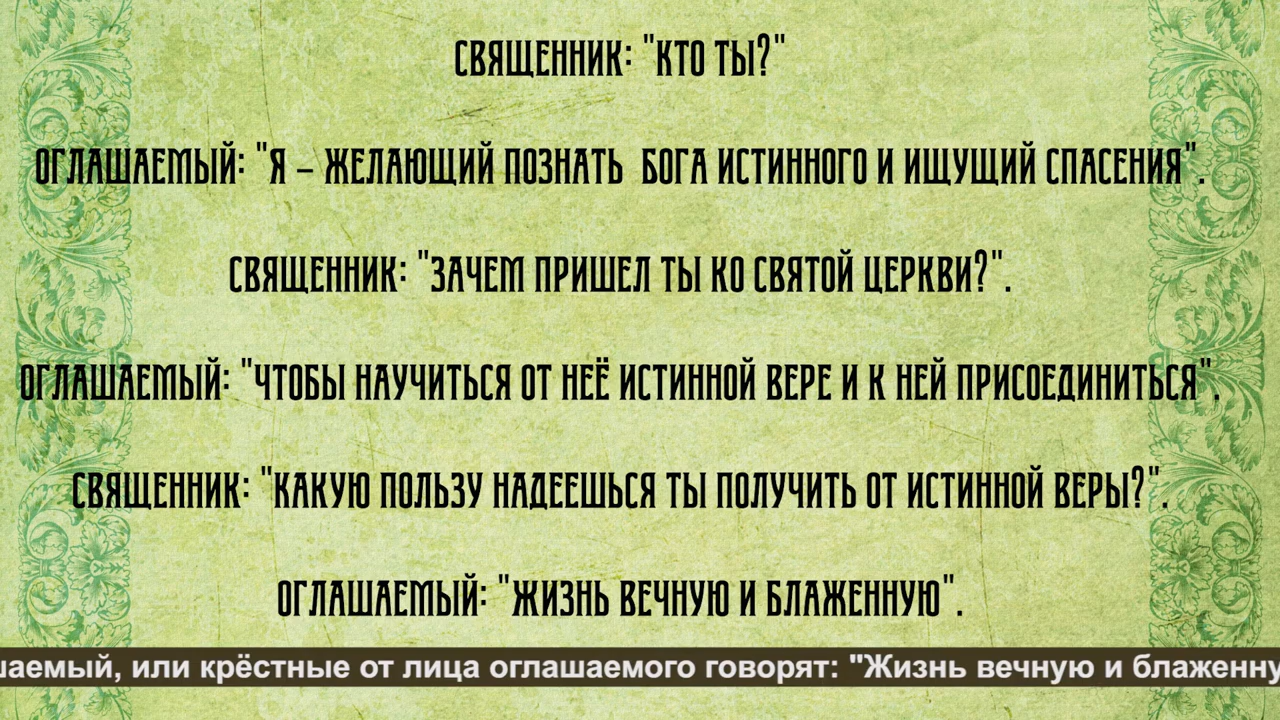 СВЯЩЕННИК: "КТО ТЫ?"
ОГЛАШАЕМЫЙ: "Я – ЖЕЛАЮЩИЙ ПОЗНАТЬ БОГА ИСТИННОГО И ИЩУЩИЙ СПАСЕНИЯ".
СВЯЩЕННИК: "ЗАЧЕМ ПРИШЕЛ ТЫ КО СВЯТОЙ ЦЕРКВИ?".
ОГЛАШАЕМЫЙ: "ЧТОБЫ НАУЧИТЬСЯ ОТ НЕЁ ИСТИННОЙ ВЕРЕ И К НЕЙ ПРИСОЕДИНИТЬСЯ".
СВЯЩЕННИК: "КАКУЮ ПОЛЬЗУ НАДЕЕШЬСЯ ТЫ ПОЛУЧИТЬ ОТ ИСТИННОЙ ВЕРЫ?".
ОГЛАШАЕМЫЙ: "ЖИЗНЬ ВЕЧНУЮ И БЛАЖЕННУЮ".
шаемый, или крёстные от лица оглашаемого говорят: "Жизнь вечную и блаженну